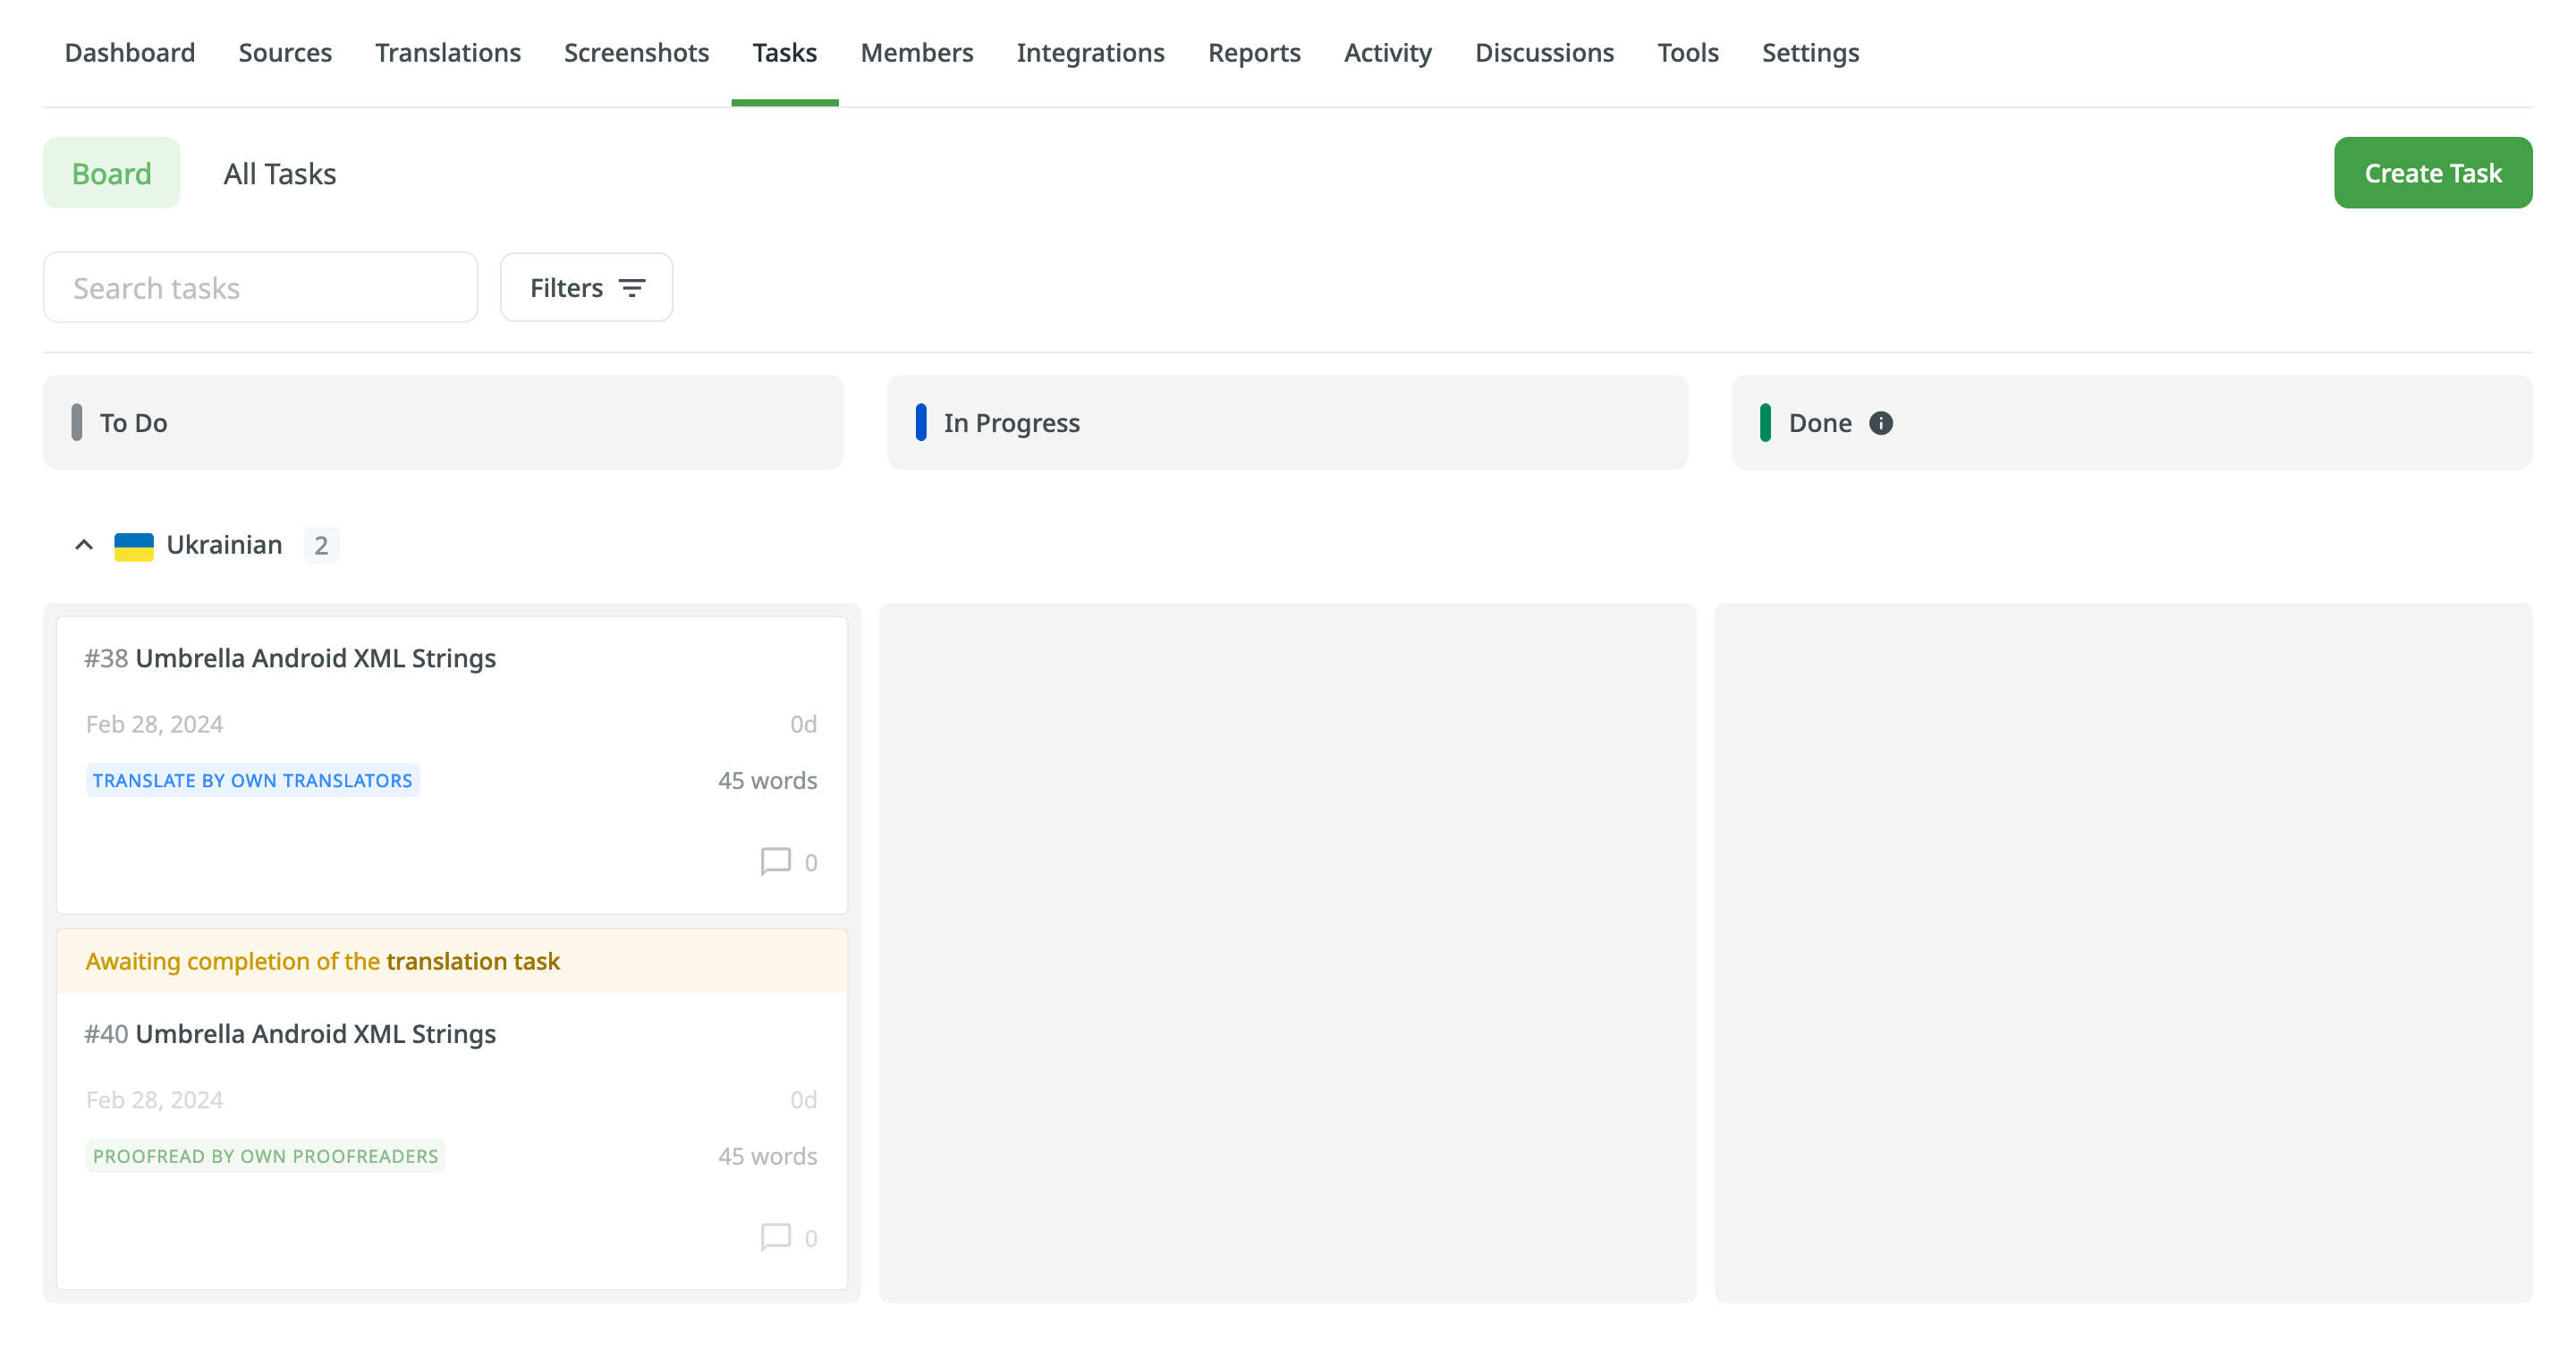 Dashboard Sources Translations Screenshots Tasks Members Integrations Reports Activity Discussions Tools Settings
Board All Tasks Create Task
Search tasks Filters
To Do In Progress Done
Ukrainian 2
#38 Umbrella Android XML Strings
Feb 28, 2024 0d
TRANSLATE BY OWN TRANSLATORS 45 words
0
Awaiting completion of the translation task
#40 Umbrella Android XML Strings
Feb 28, 2024 0d
PROOFREAD BY OWN PROOFREADERS 45 words
0